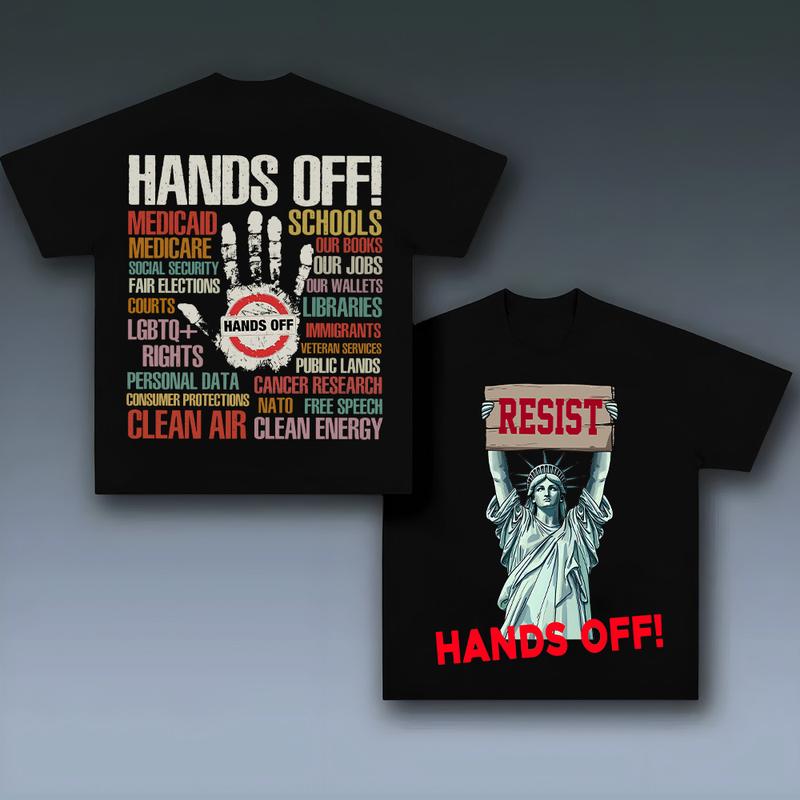 HANDS OFF!
MEDICAID
SCHOOLS
MEDICARE
OUR BOOKS
SOCIAL SECURITY
OUR JOBS
FAIR ELECTIONS
OUR WALLETS
COURTS
LIBRARIES
HANDS OFF
LGBTQ+
RIGHTS
IMMIGRANTS
VETERAN SERVICES
PUBLIC LANDS
PERSONAL DATA
CANCER RESEARCH
CONSUMER PROTECTIONS
NATO
FREE SPEECH
CLEAN AIR
CLEAN ENERGY
RESIST
HANDS OFF!